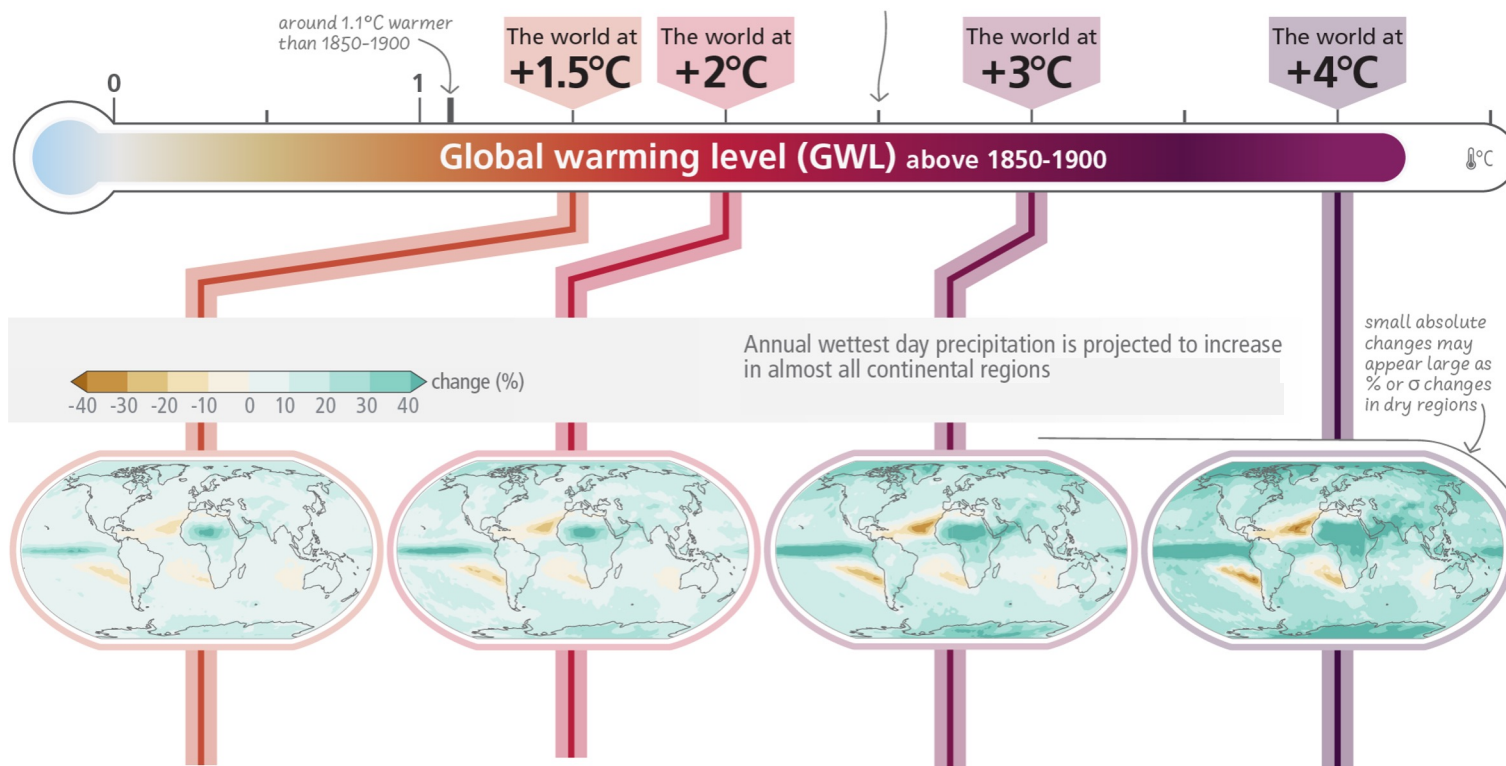 around 1.1°C warmer
than 1850-1900
The world at
+1.5°C
The world at
+2°C
The world at
+3°C
The world at
+4°C
0
1
Global warming level (GWL) above 1850-1900
°C
Annual wettest day precipitation is projected to increase
in almost all continental regions
small absolute
changes may
appear large as
% or σ changes
in dry regions
change (%)
-40 -30 -20 -10 0 10 20 30 40